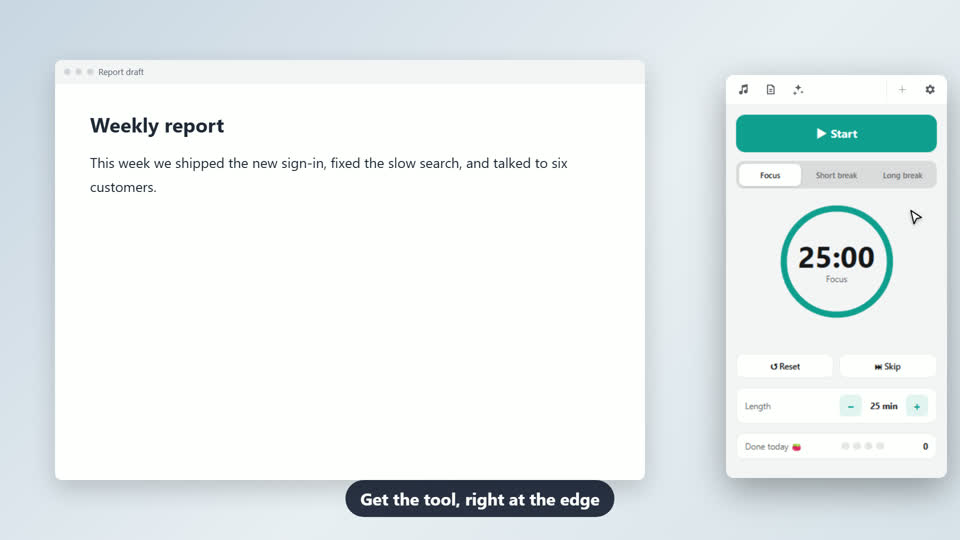 Report draft
Weekly report
This week we shipped the new sign-in, fixed the slow search, and talked to six
customers.
Start
Focus Short break Long break
25:00
Focus
Reset Skip
Length − 25 min +
Done today 0
Get the tool, right at the edge